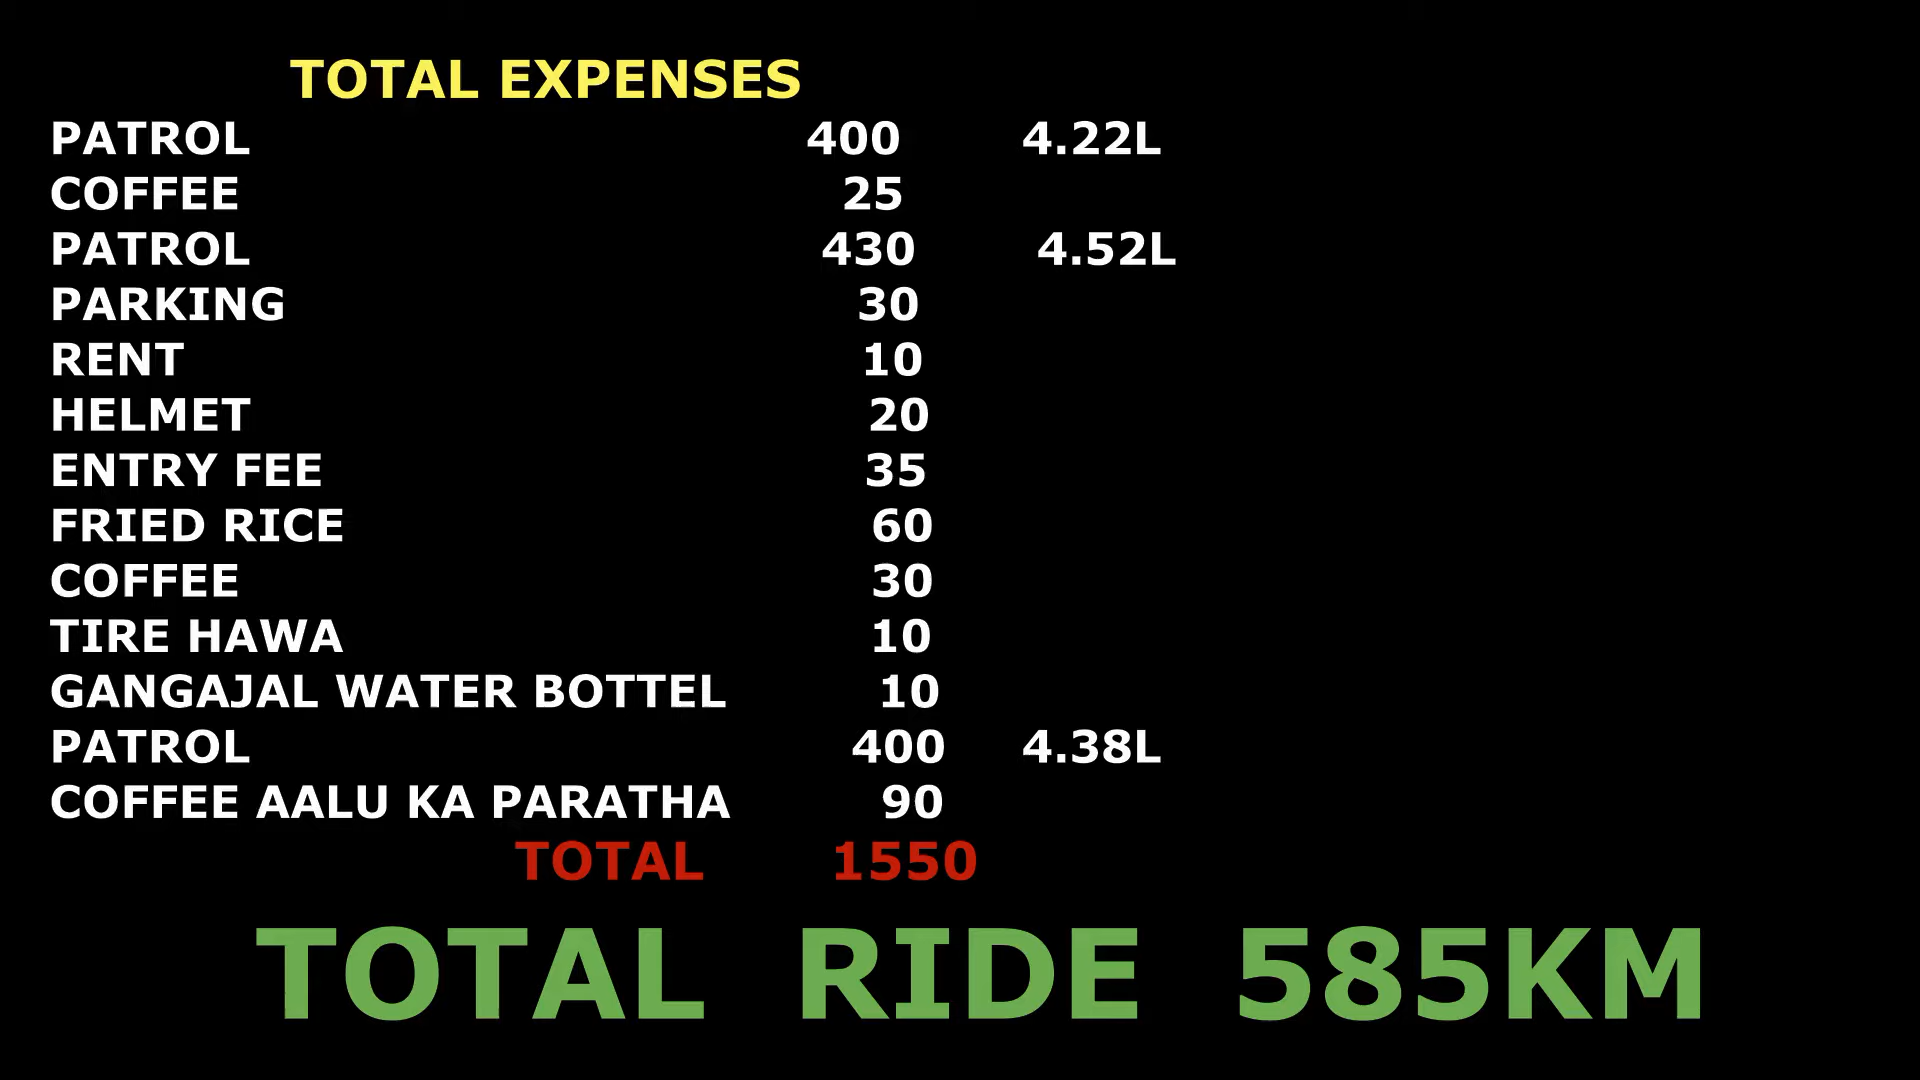 TOTAL EXPENSES
PATROL 400 4.22L
COFFEE 25
PATROL 430 4.52L
PARKING 30
RENT 10
HELMET 20
ENTRY FEE 35
FRIED RICE 60
COFFEE 30
TIRE HAWA 10
GANGAJAL WATER BOTTEL 10
PATROL 400 4.38L
COFFEE AALU KA PARATHA 90
TOTAL 1550
TOTAL RIDE 585KM